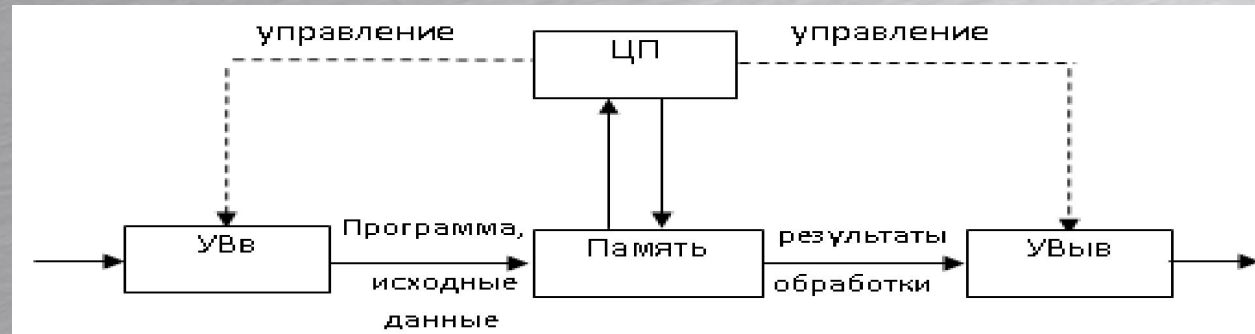 управление
ЦП
управление
УВв
Программа,
исходные
данные
Память
результаты
обработки
УВыв